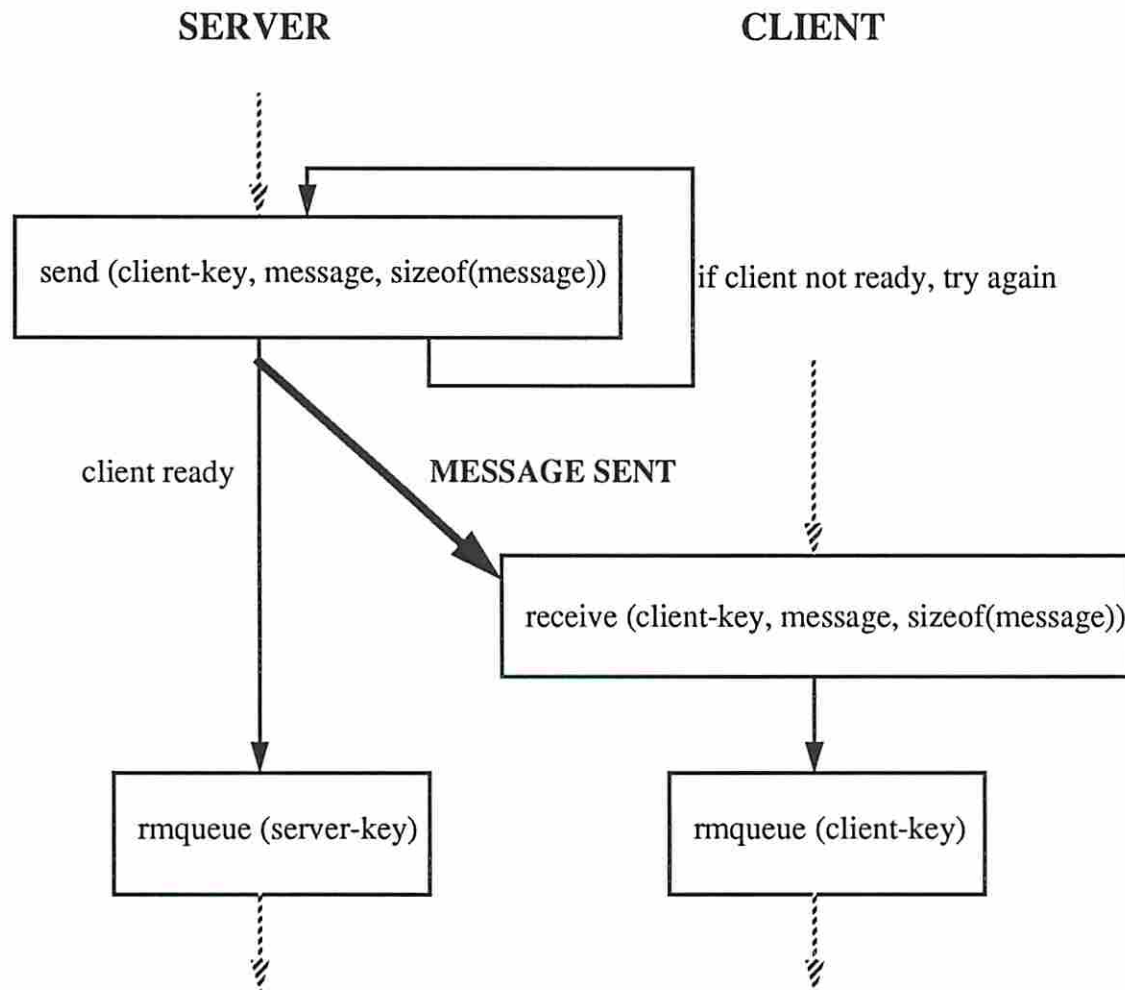 SERVER
CLIENT
send (client-key, message, sizeof(message))
if client not ready, try again
client ready
MESSAGE SENT
receive (client-key, message, sizeof(message))
rmqueue (server-key)
rmqueue (client-key)